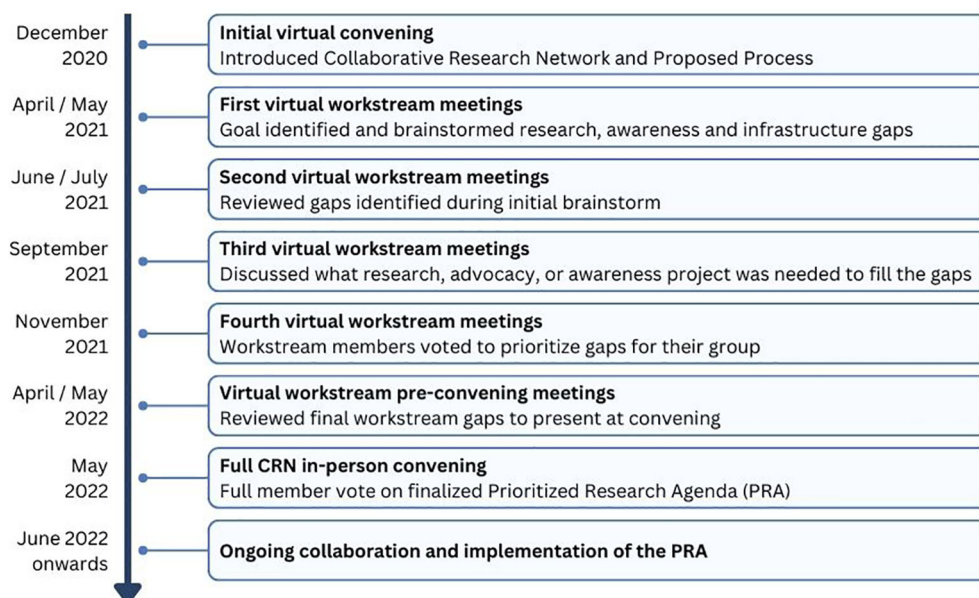 December
2020
Initial virtual convening
Introduced Collaborative Research Network and Proposed Process
April / May
2021
First virtual workstream meetings
Goal identified and brainstormed research, awareness and infrastructure gaps
June / July
2021
Second virtual workstream meetings
Reviewed gaps identified during initial brainstorm
September
2021
Third virtual workstream meetings
Discussed what research, advocacy, or awareness project was needed to fill the gaps
November
2021
Fourth virtual workstream meetings
Workstream members voted to prioritize gaps for their group
April / May
2022
Virtual workstream pre-convening meetings
Reviewed final workstream gaps to present at convening
May
2022
Full CRN in-person convening
Full member vote on finalized Prioritized Research Agenda (PRA)
June 2022
onwards
Ongoing collaboration and implementation of the PRA